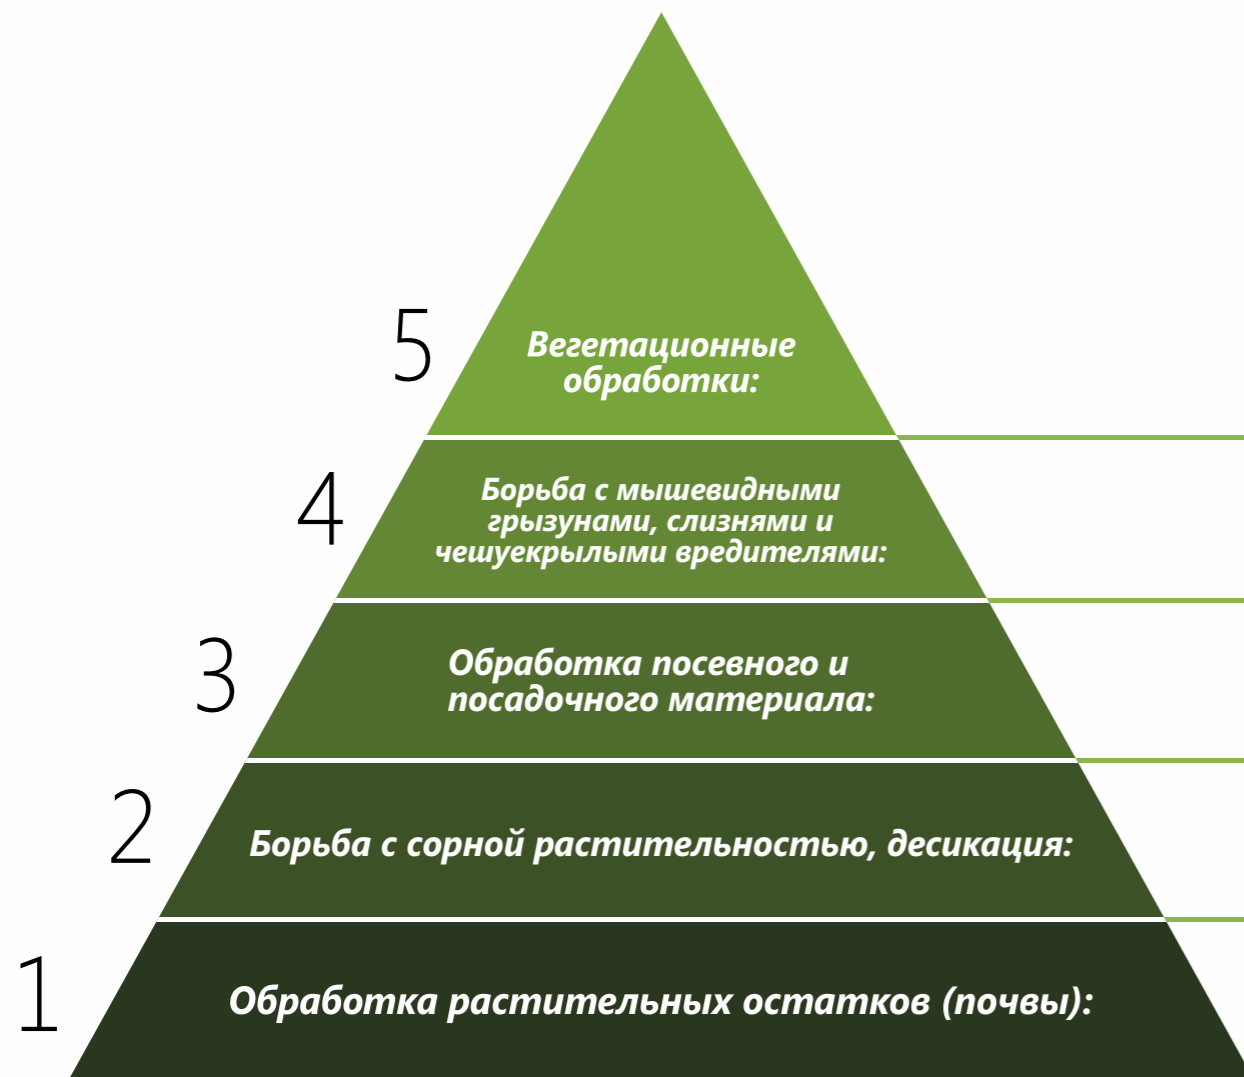 5
Вегетационные
обработки:
4
Борьба с мышевидными
грызунами, слизнями и
чешуекрылыми вредителями:
3
Обработка посевного и
посадочного материала:
2
Борьба с сорной растительностью, десикация:
1
Обработка растительных остатков (почвы):